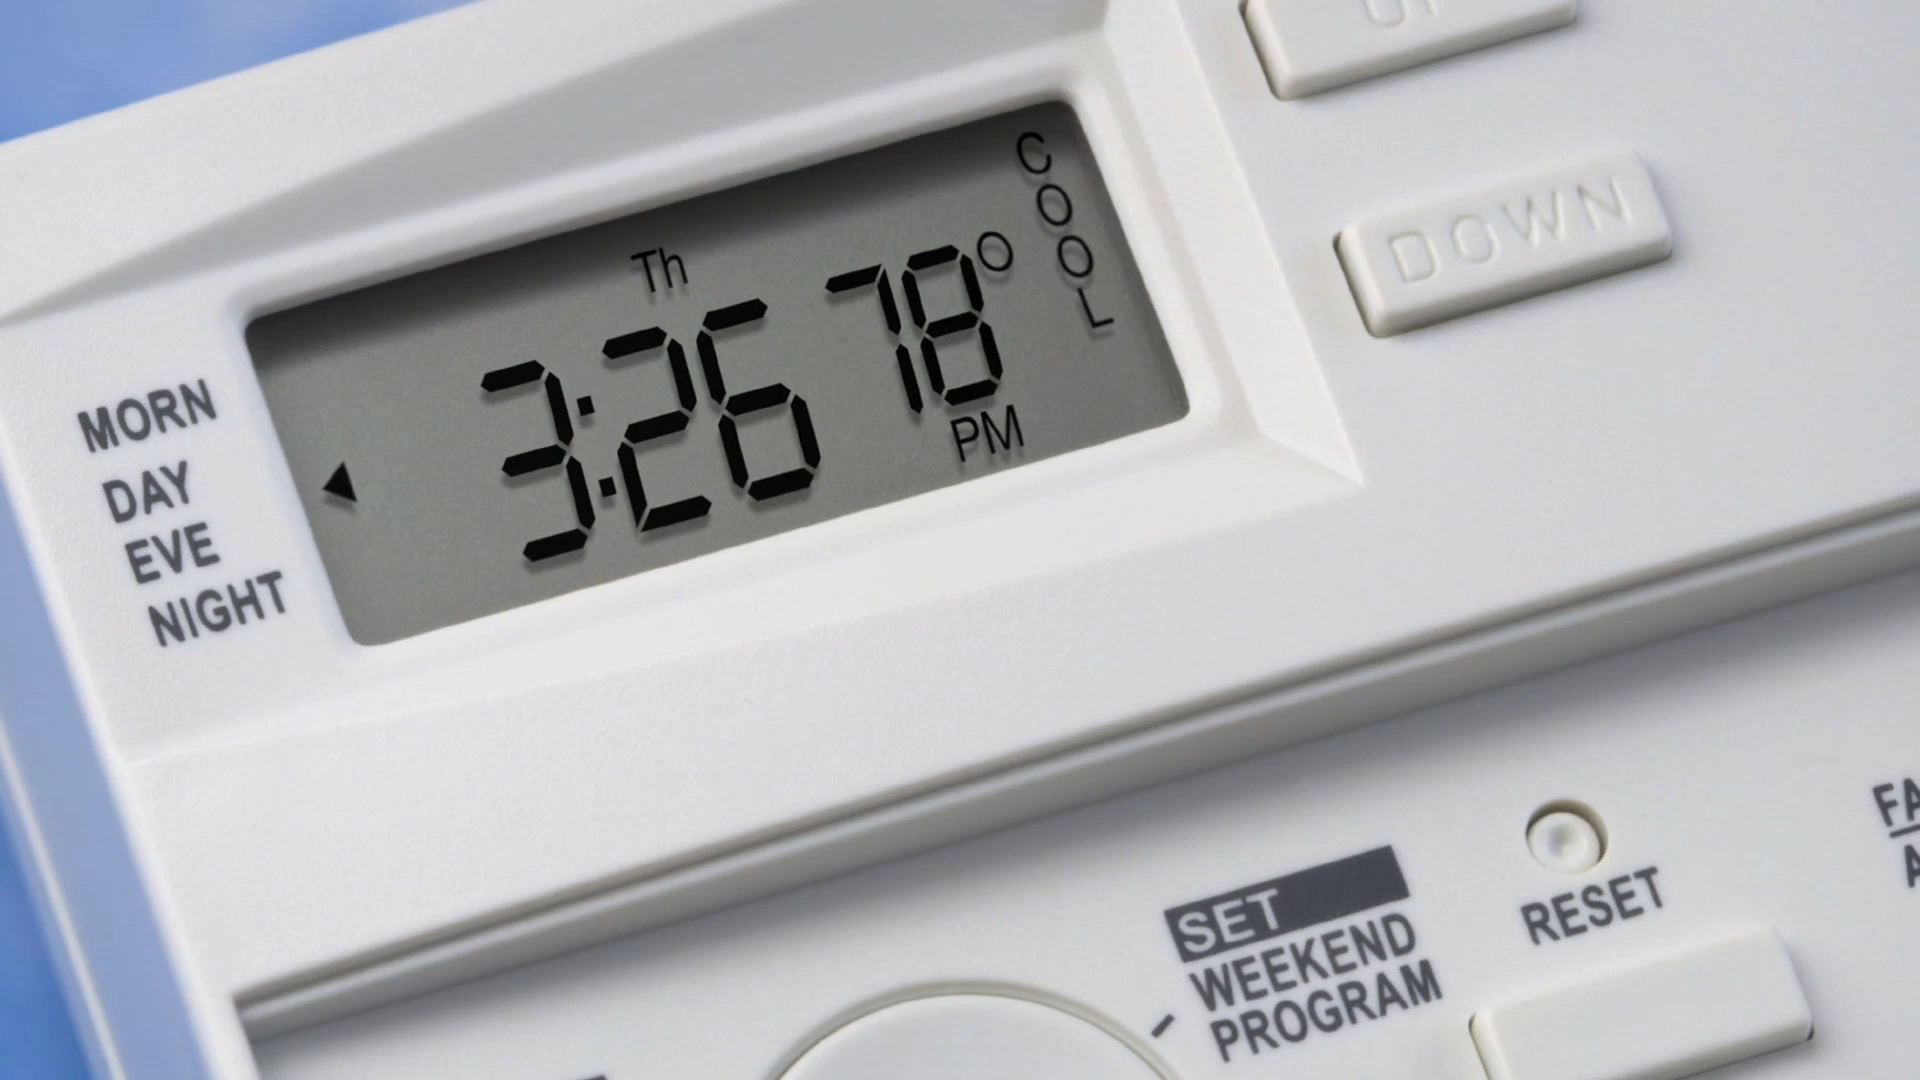 MORN
DAY
EVE
NIGHT
Th
3:26 78°
PM
COOL
DOWN
SET
WEEKEND
PROGRAM
RESET